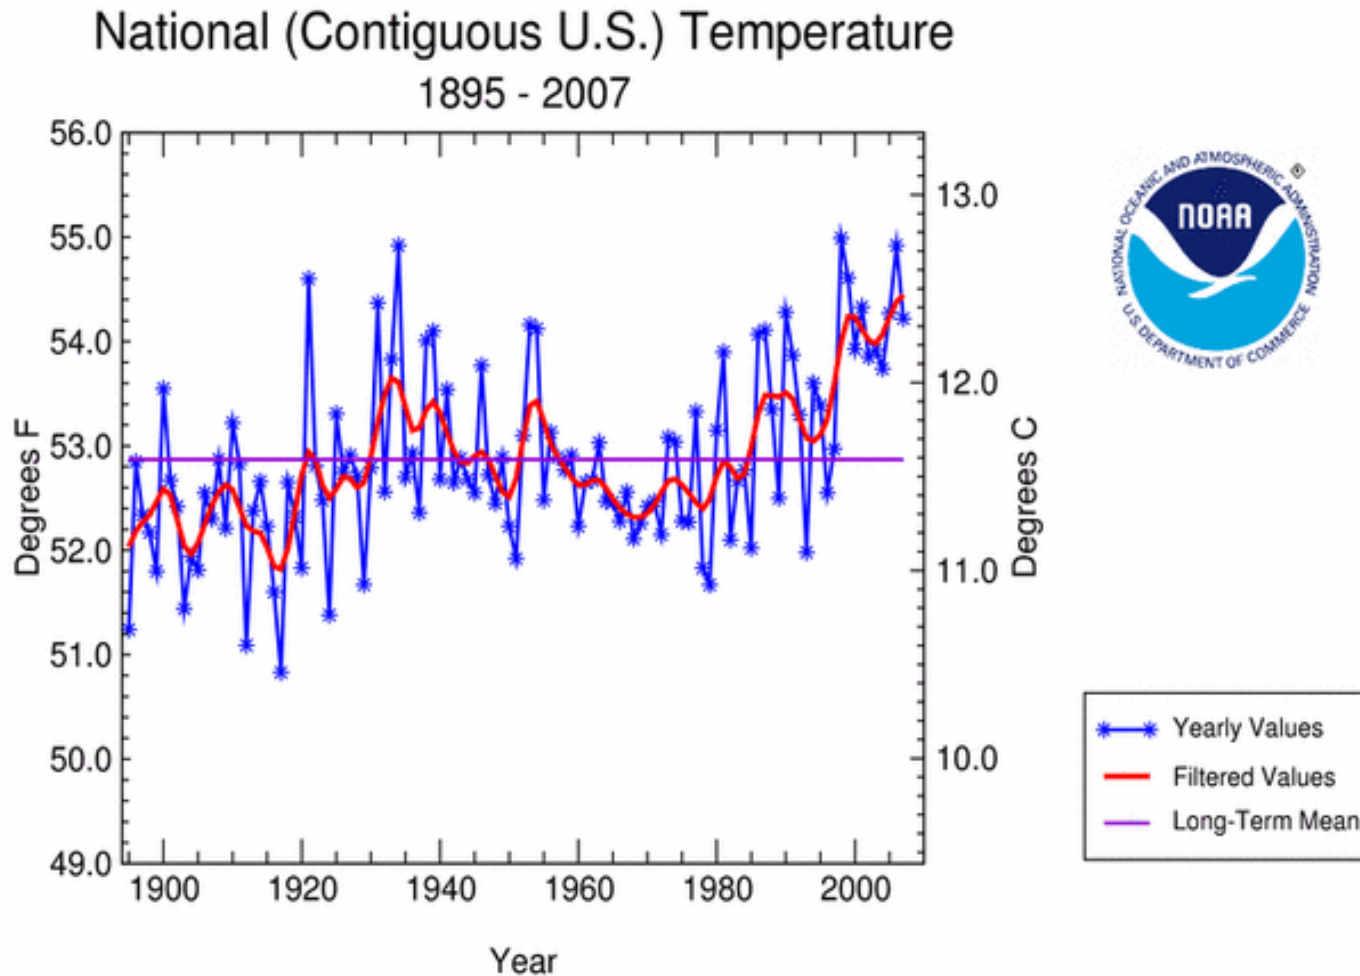 National (Contiguous U.S.) Temperature
1895 - 2007
56.0
55.0
54.0
53.0
52.0
51.0
50.0
49.0
Degrees F
13.0
12.0
11.0
10.0
Degrees C
1900 1920 1940 1960 1980 2000
Year
NATIONAL OCEANIC AND ATMOSPHERIC ADMINISTRATION
NOAA
U.S. DEPARTMENT OF COMMERCE
Yearly Values
Filtered Values
Long-Term Mean